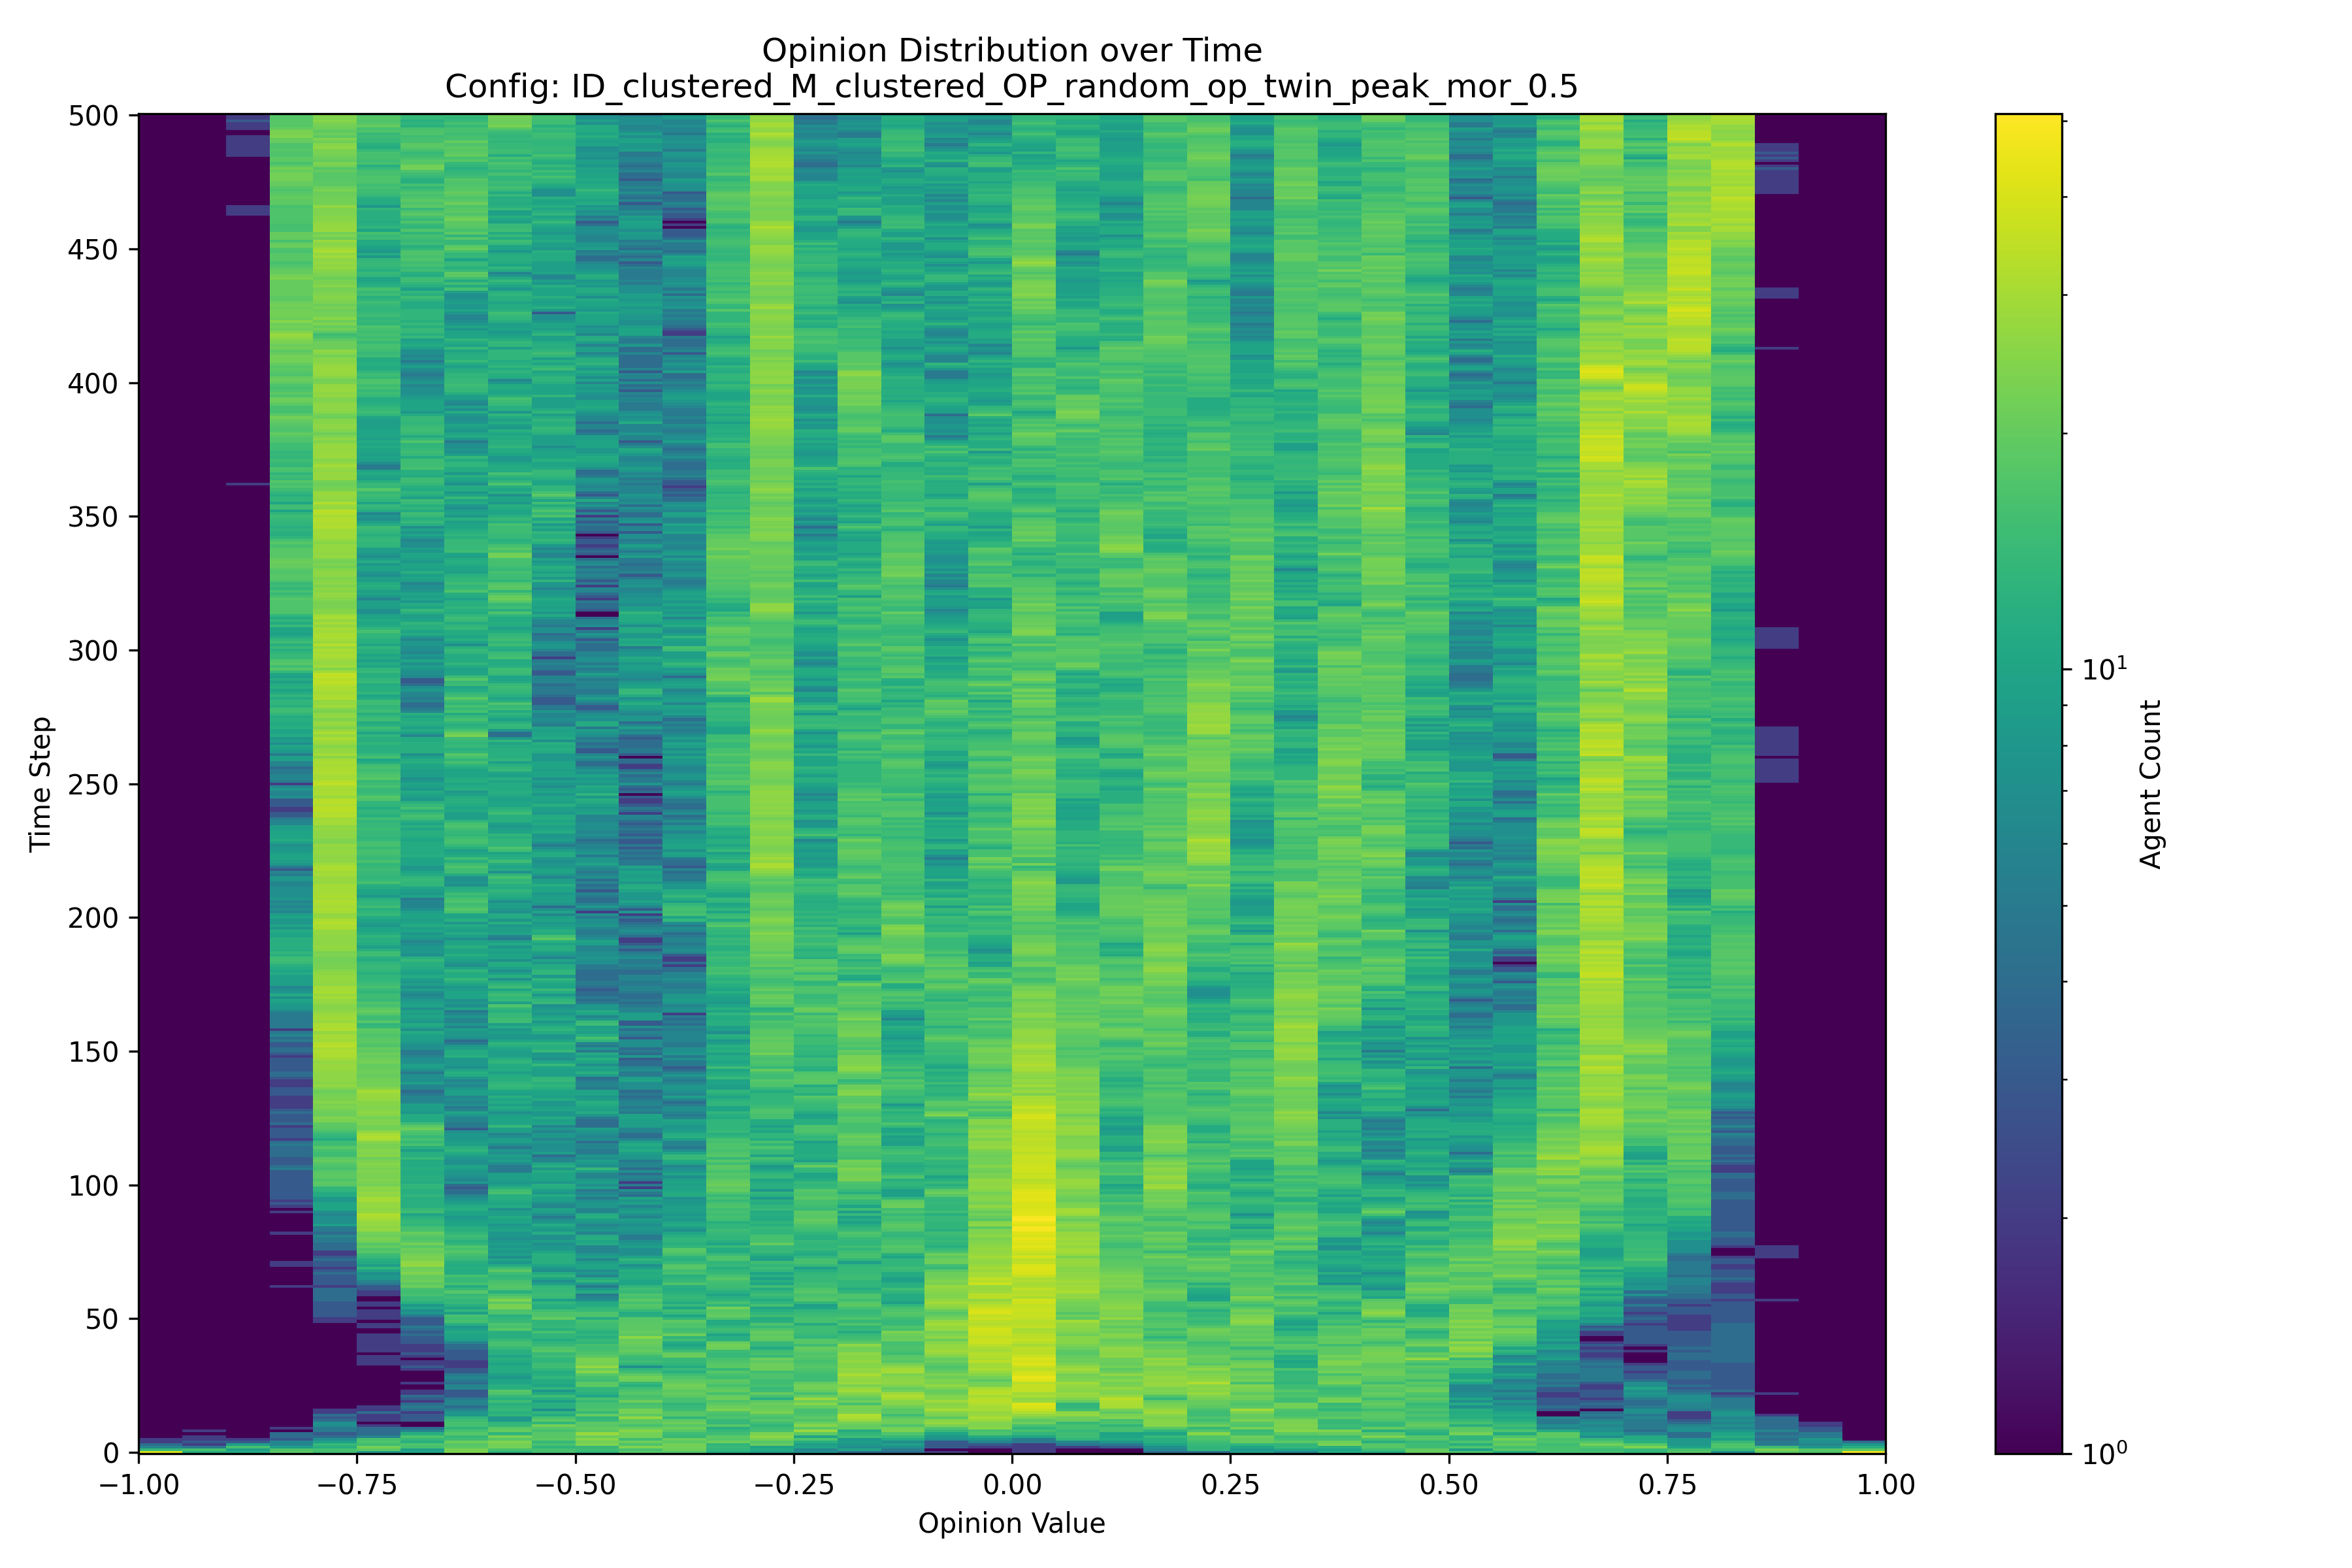 Opinion Distribution over Time
Config: ID_clustered_M_clustered_OP_random_op_twin_peak_mor_0.5
500
450
400
350
300
250
200
150
100
50
0
Time Step
−1.00 −0.75 −0.50 −0.25 0.00 0.25 0.50 0.75 1.00
Opinion Value
10¹
10⁰
Agent Count